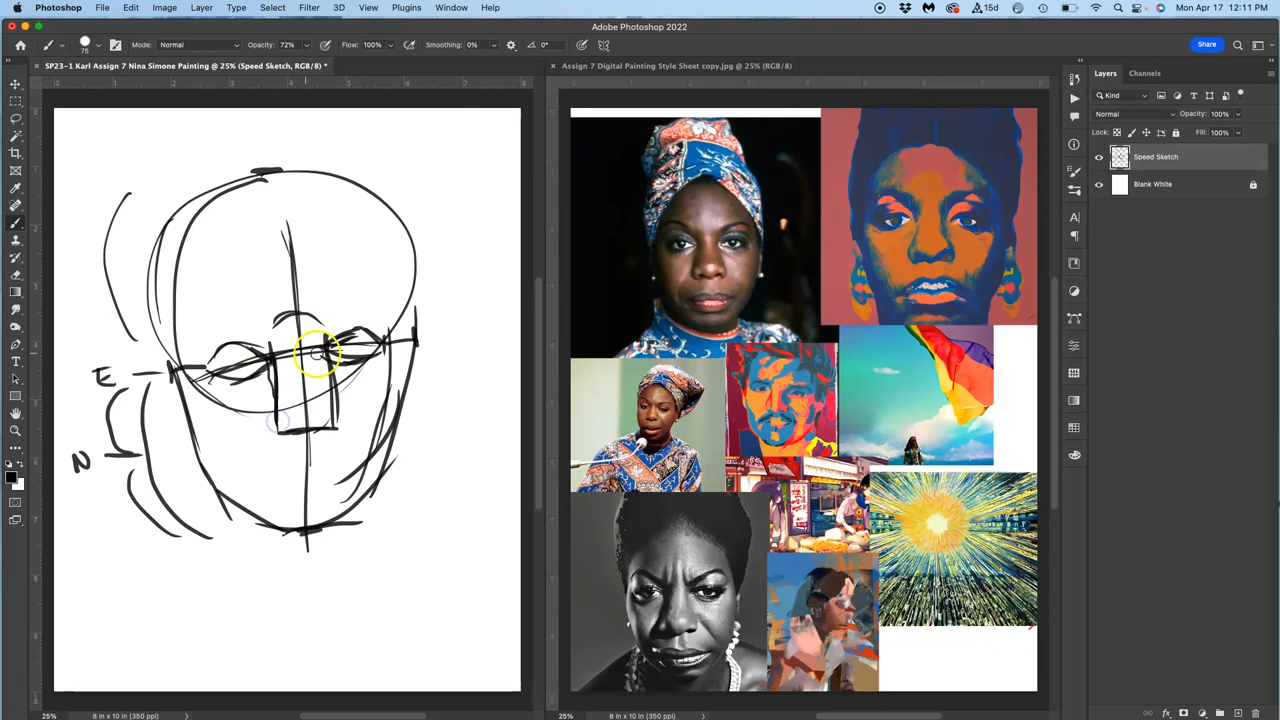 Photoshop File Edit Image Layer Type Select Filter 3D View Plugins Window Help 15d Mon Apr 17 12:11 PM
Adobe Photoshop 2022
75 Mode: Normal Opacity: 72% Flow: 100% Smoothing: 0% 0° Share
SP23-1 Karl Assign 7 Nina Simone Painting @ 25% (Speed Sketch, RGB/8) *
Assign 7 Digital Painting Style Sheet copy.jpg @ 25% (RGB/8)
Layers Channels
Kind
Normal Opacity: 100%
Lock: Fill: 100%
Speed Sketch
Blank White
E
N
25% 8 in x 10 in (350 ppi)
25% 8 in x 10 in (350 ppi)